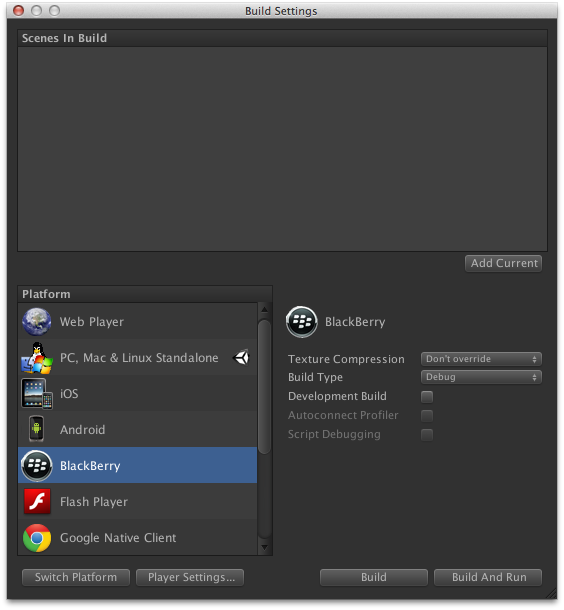 Build Settings
Scenes In Build
Add Current
Platform
Web Player
PC, Mac & Linux Standalone
iOS
Android
BlackBerry
Flash Player
Google Native Client
BlackBerry
Texture Compression Don't override
Build Type Debug
Development Build
Autoconnect Profiler
Script Debugging
Switch Platform Player Settings... Build Build And Run